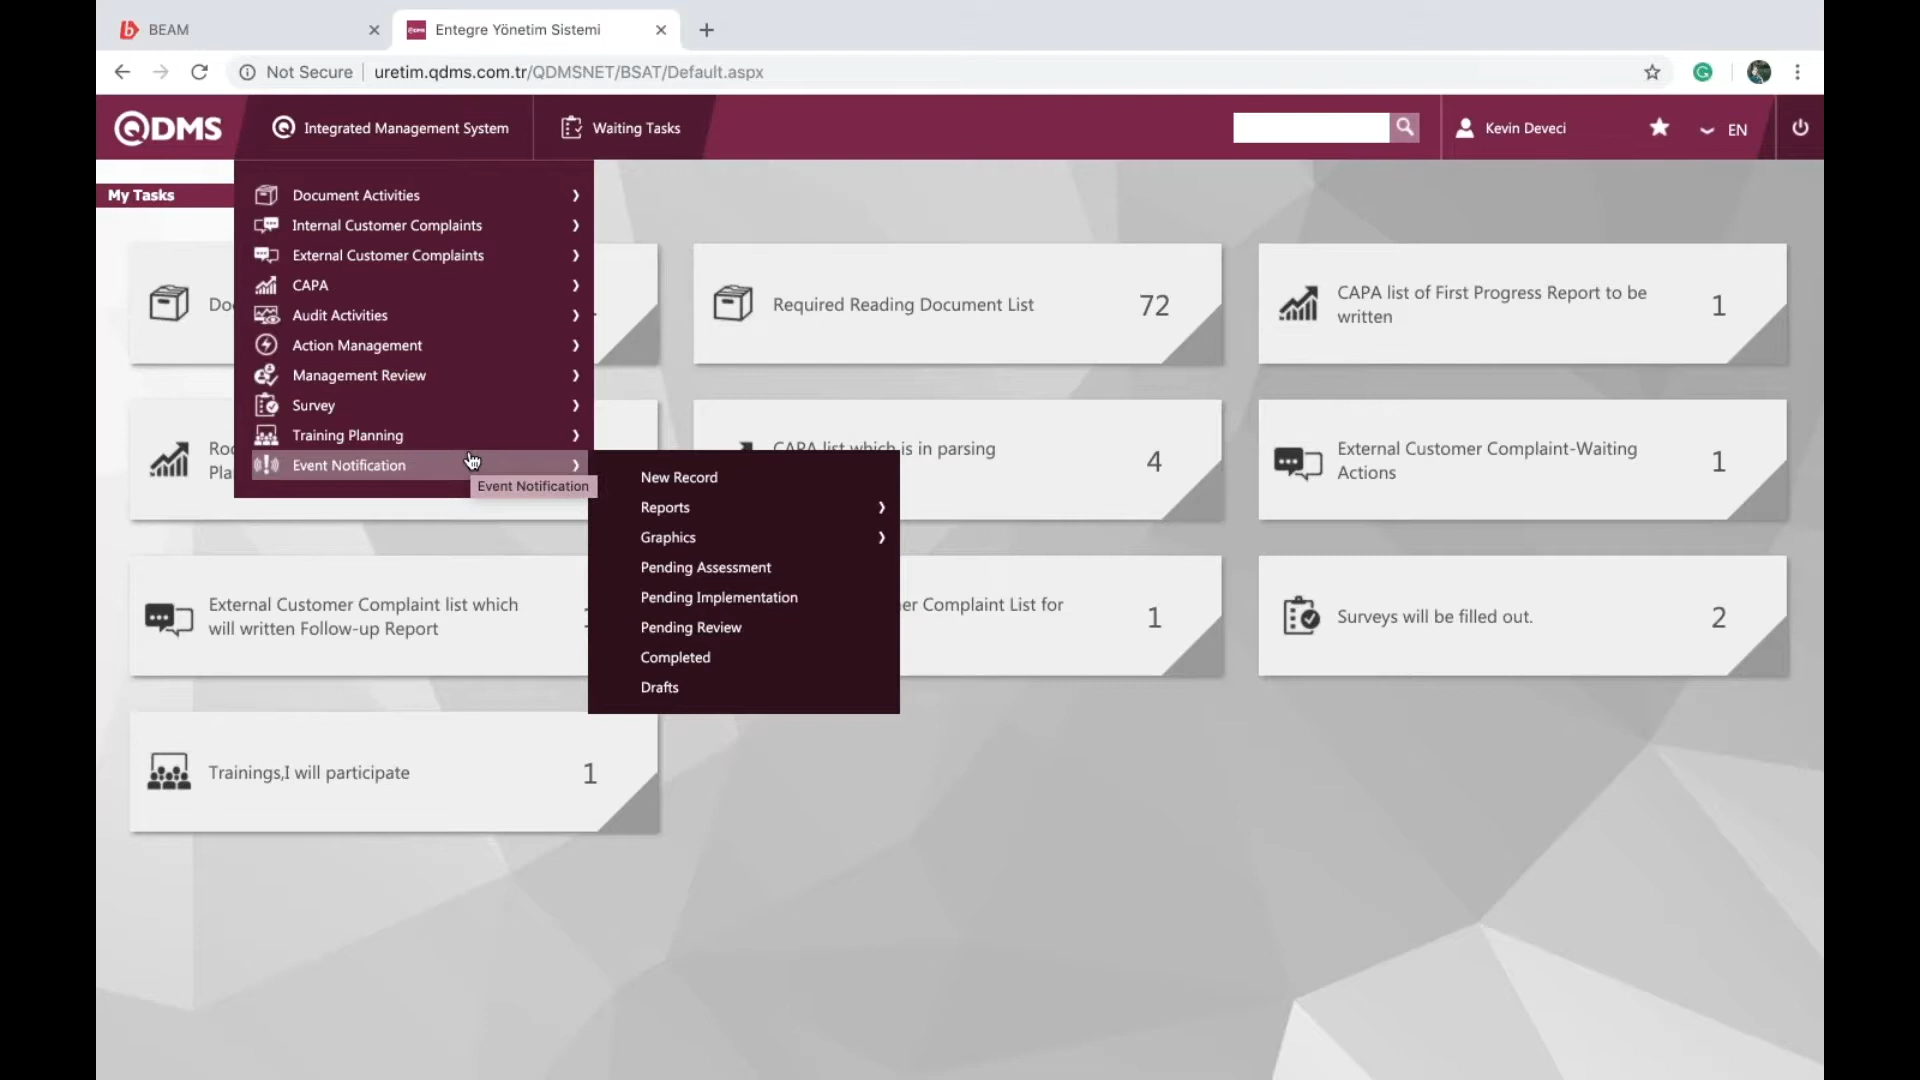 BEAM
Entegre Yönetim Sistemi
Not Secure
uretim.qdms.com.tr/QDMSNET/BSAT/Default.aspx
QDMS
Integrated Management System
Waiting Tasks
Kevin Deveci
EN
My Tasks
Document Activities
Internal Customer Complaints
External Customer Complaints
CAPA
Audit Activities
Action Management
Management Review
Survey
Training Planning
Event Notification
Event Notification
New Record
Reports
Graphics
Pending Assessment
Pending Implementation
Pending Review
Completed
Drafts
Required Reading Document List
72
CAPA list of First Progress Report to be
written
1
CAPA list which is in parsing
4
External Customer Complaint-Waiting
Actions
1
External Customer Complaint list which
will written Follow-up Report
Complaint List for
1
Surveys will be filled out.
2
Trainings,I will participate
1